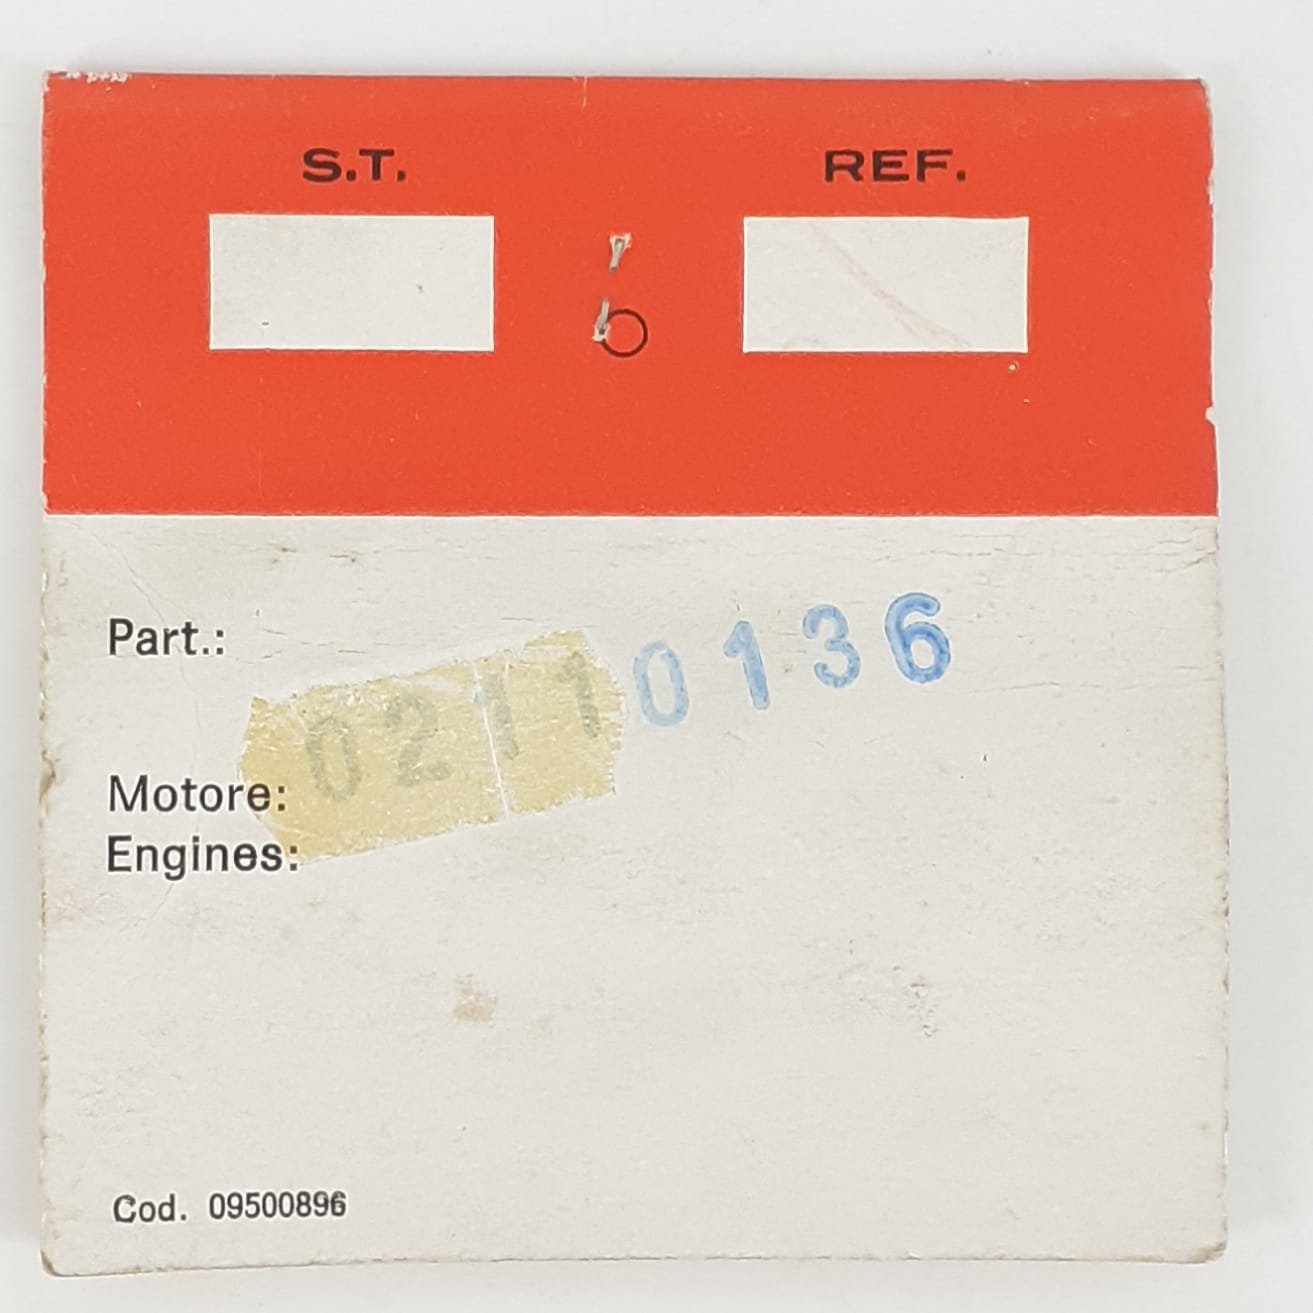 S.T. REF.
Part.: 02110136
Motore:
Engines:
Cod. 09500896